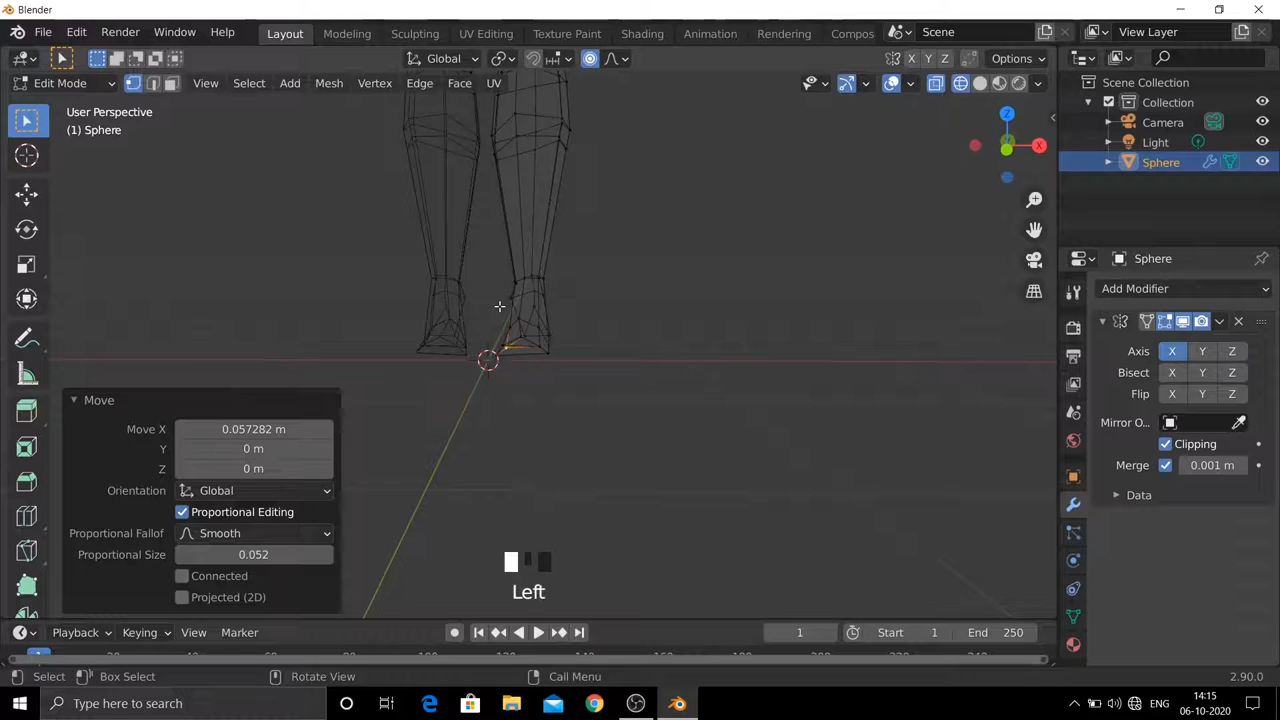 Blender
File Edit Render Window Help Layout Modeling Sculpting UV Editing Texture Paint Shading Animation Compos Scene View Layer
Global X Y Z Options
Edit Mode View Select Add Mesh Vertex Edge Face UV
User Perspective
(1) Sphere
Z
X
Scene Collection
Collection
Camera
Light
Sphere
Sphere
Add Modifier
Axis X Y Z
Bisect X Y Z
Flip X Y Z
Mirror O...
Clipping
Merge 0.001 m
Data
Move
Move X 0.057282 m
Y 0 m
Z 0 m
Orientation Global
Proportional Editing
Proportional Fallof Smooth
Proportional Size 0.052
Connected
Projected (2D)
Left
Playback Keying View Marker 1 Start 1 End 250
Select Box Select Rotate View Call Menu 2.90.0
Type here to search ENG 14:15
06-10-2020